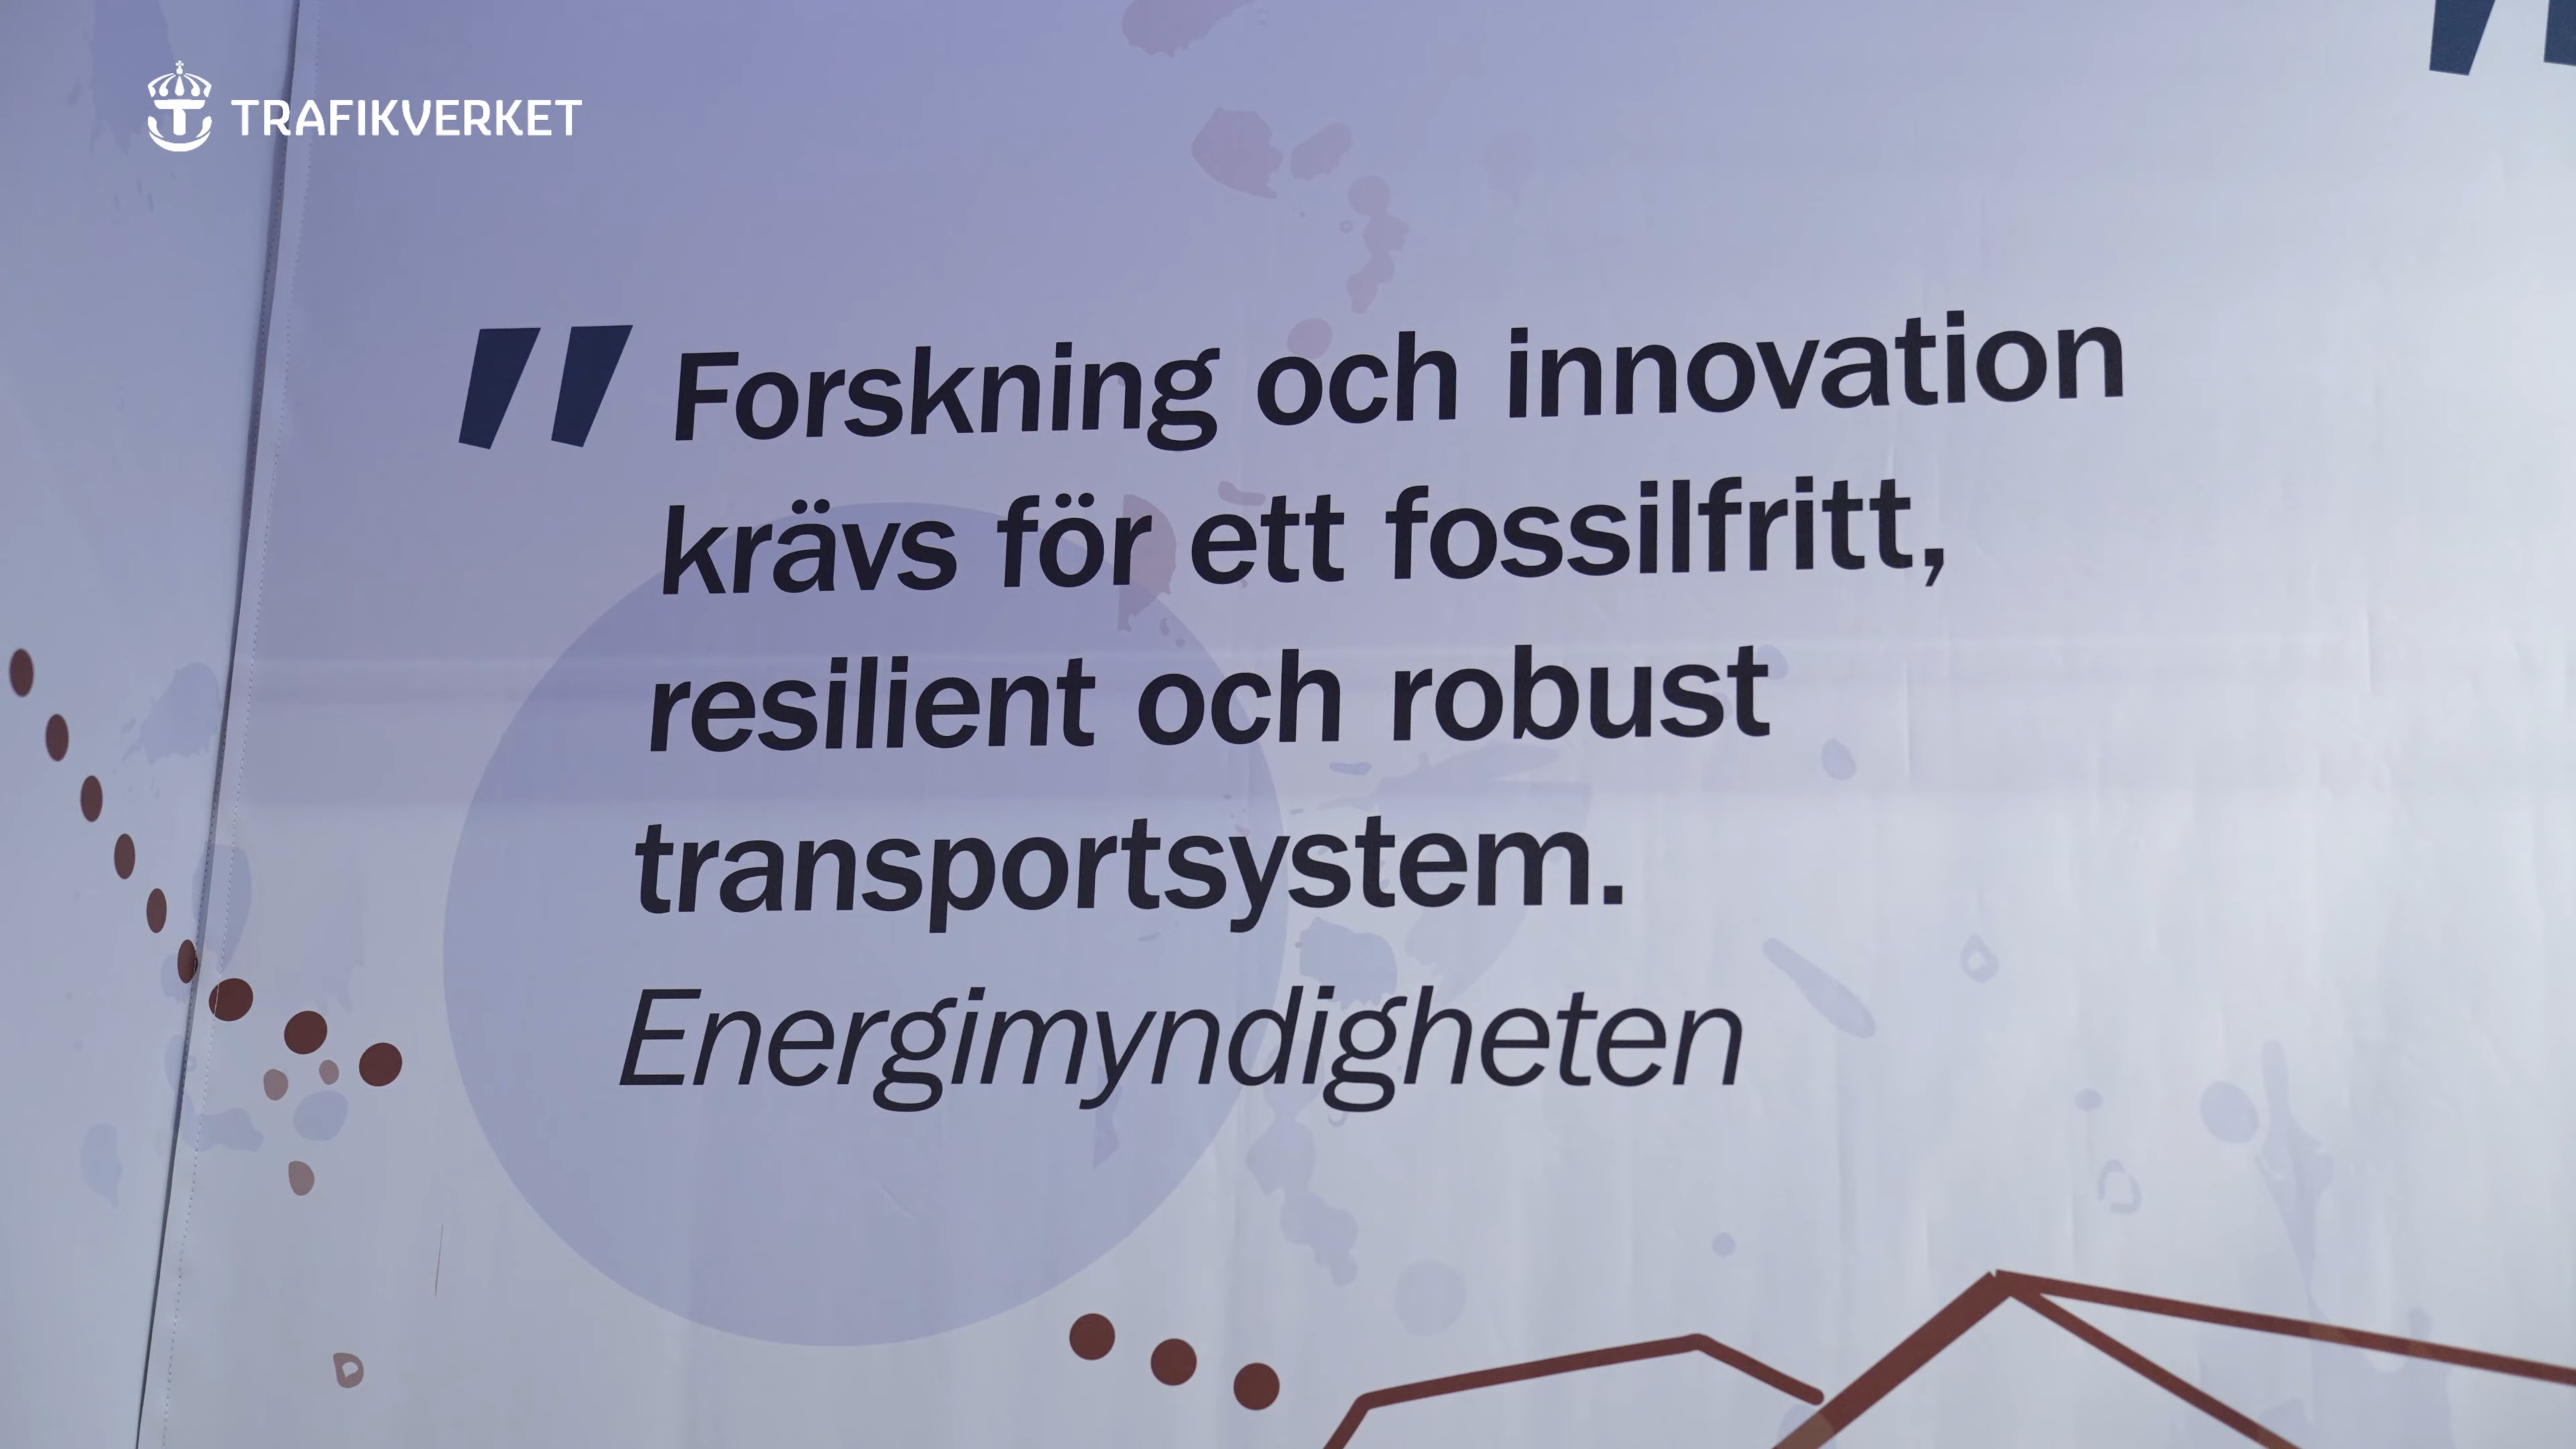 TRAFIKVERKET
" Forskning och innovation
krävs för ett fossilfritt,
resilient och robust
transportsystem.
Energimyndigheten